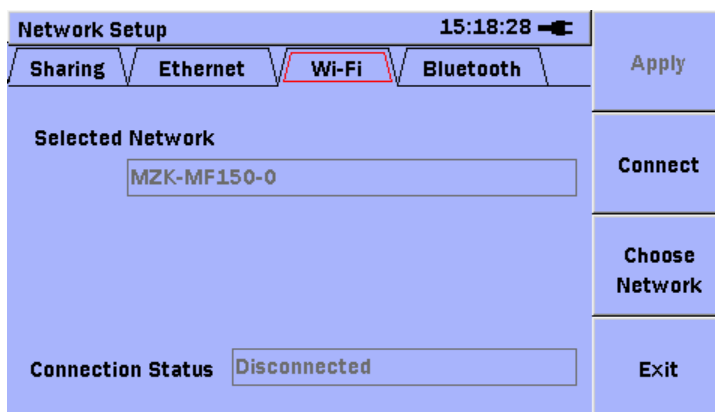 Network Setup 15:18:28
Sharing Ethernet Wi-Fi Bluetooth
Apply
Selected Network
MZK-MF150-0
Connect
Choose
Network
Connection Status Disconnected
Exit